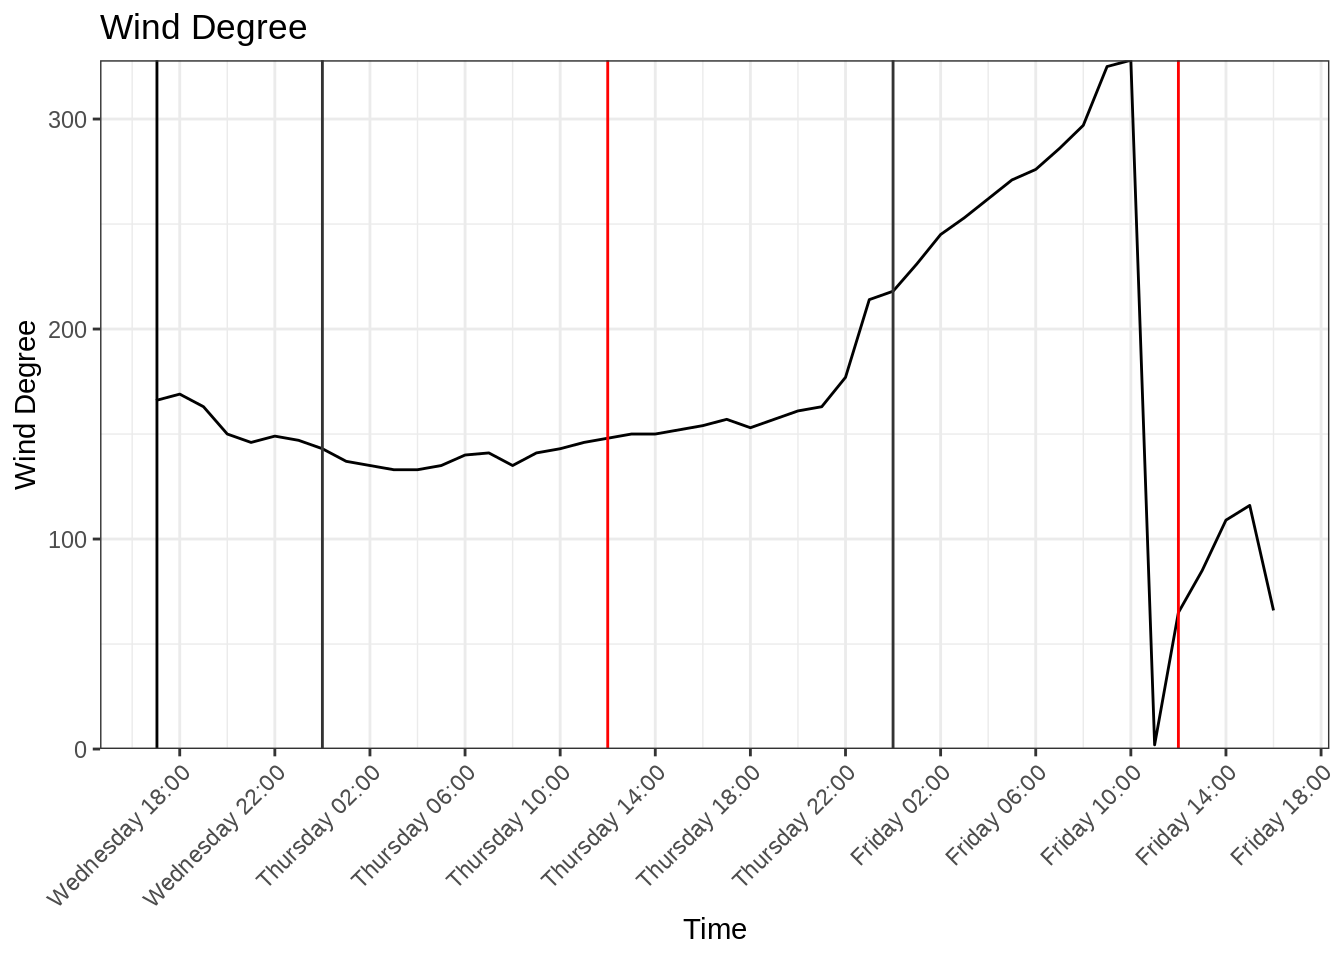 Wind Degree
Wind Degree
300
200
100
0
Wednesday 18:00
Wednesday 22:00
Thursday 02:00
Thursday 06:00
Thursday 10:00
Thursday 14:00
Thursday 18:00
Thursday 22:00
Friday 02:00
Friday 06:00
Friday 10:00
Friday 14:00
Friday 18:00
Time